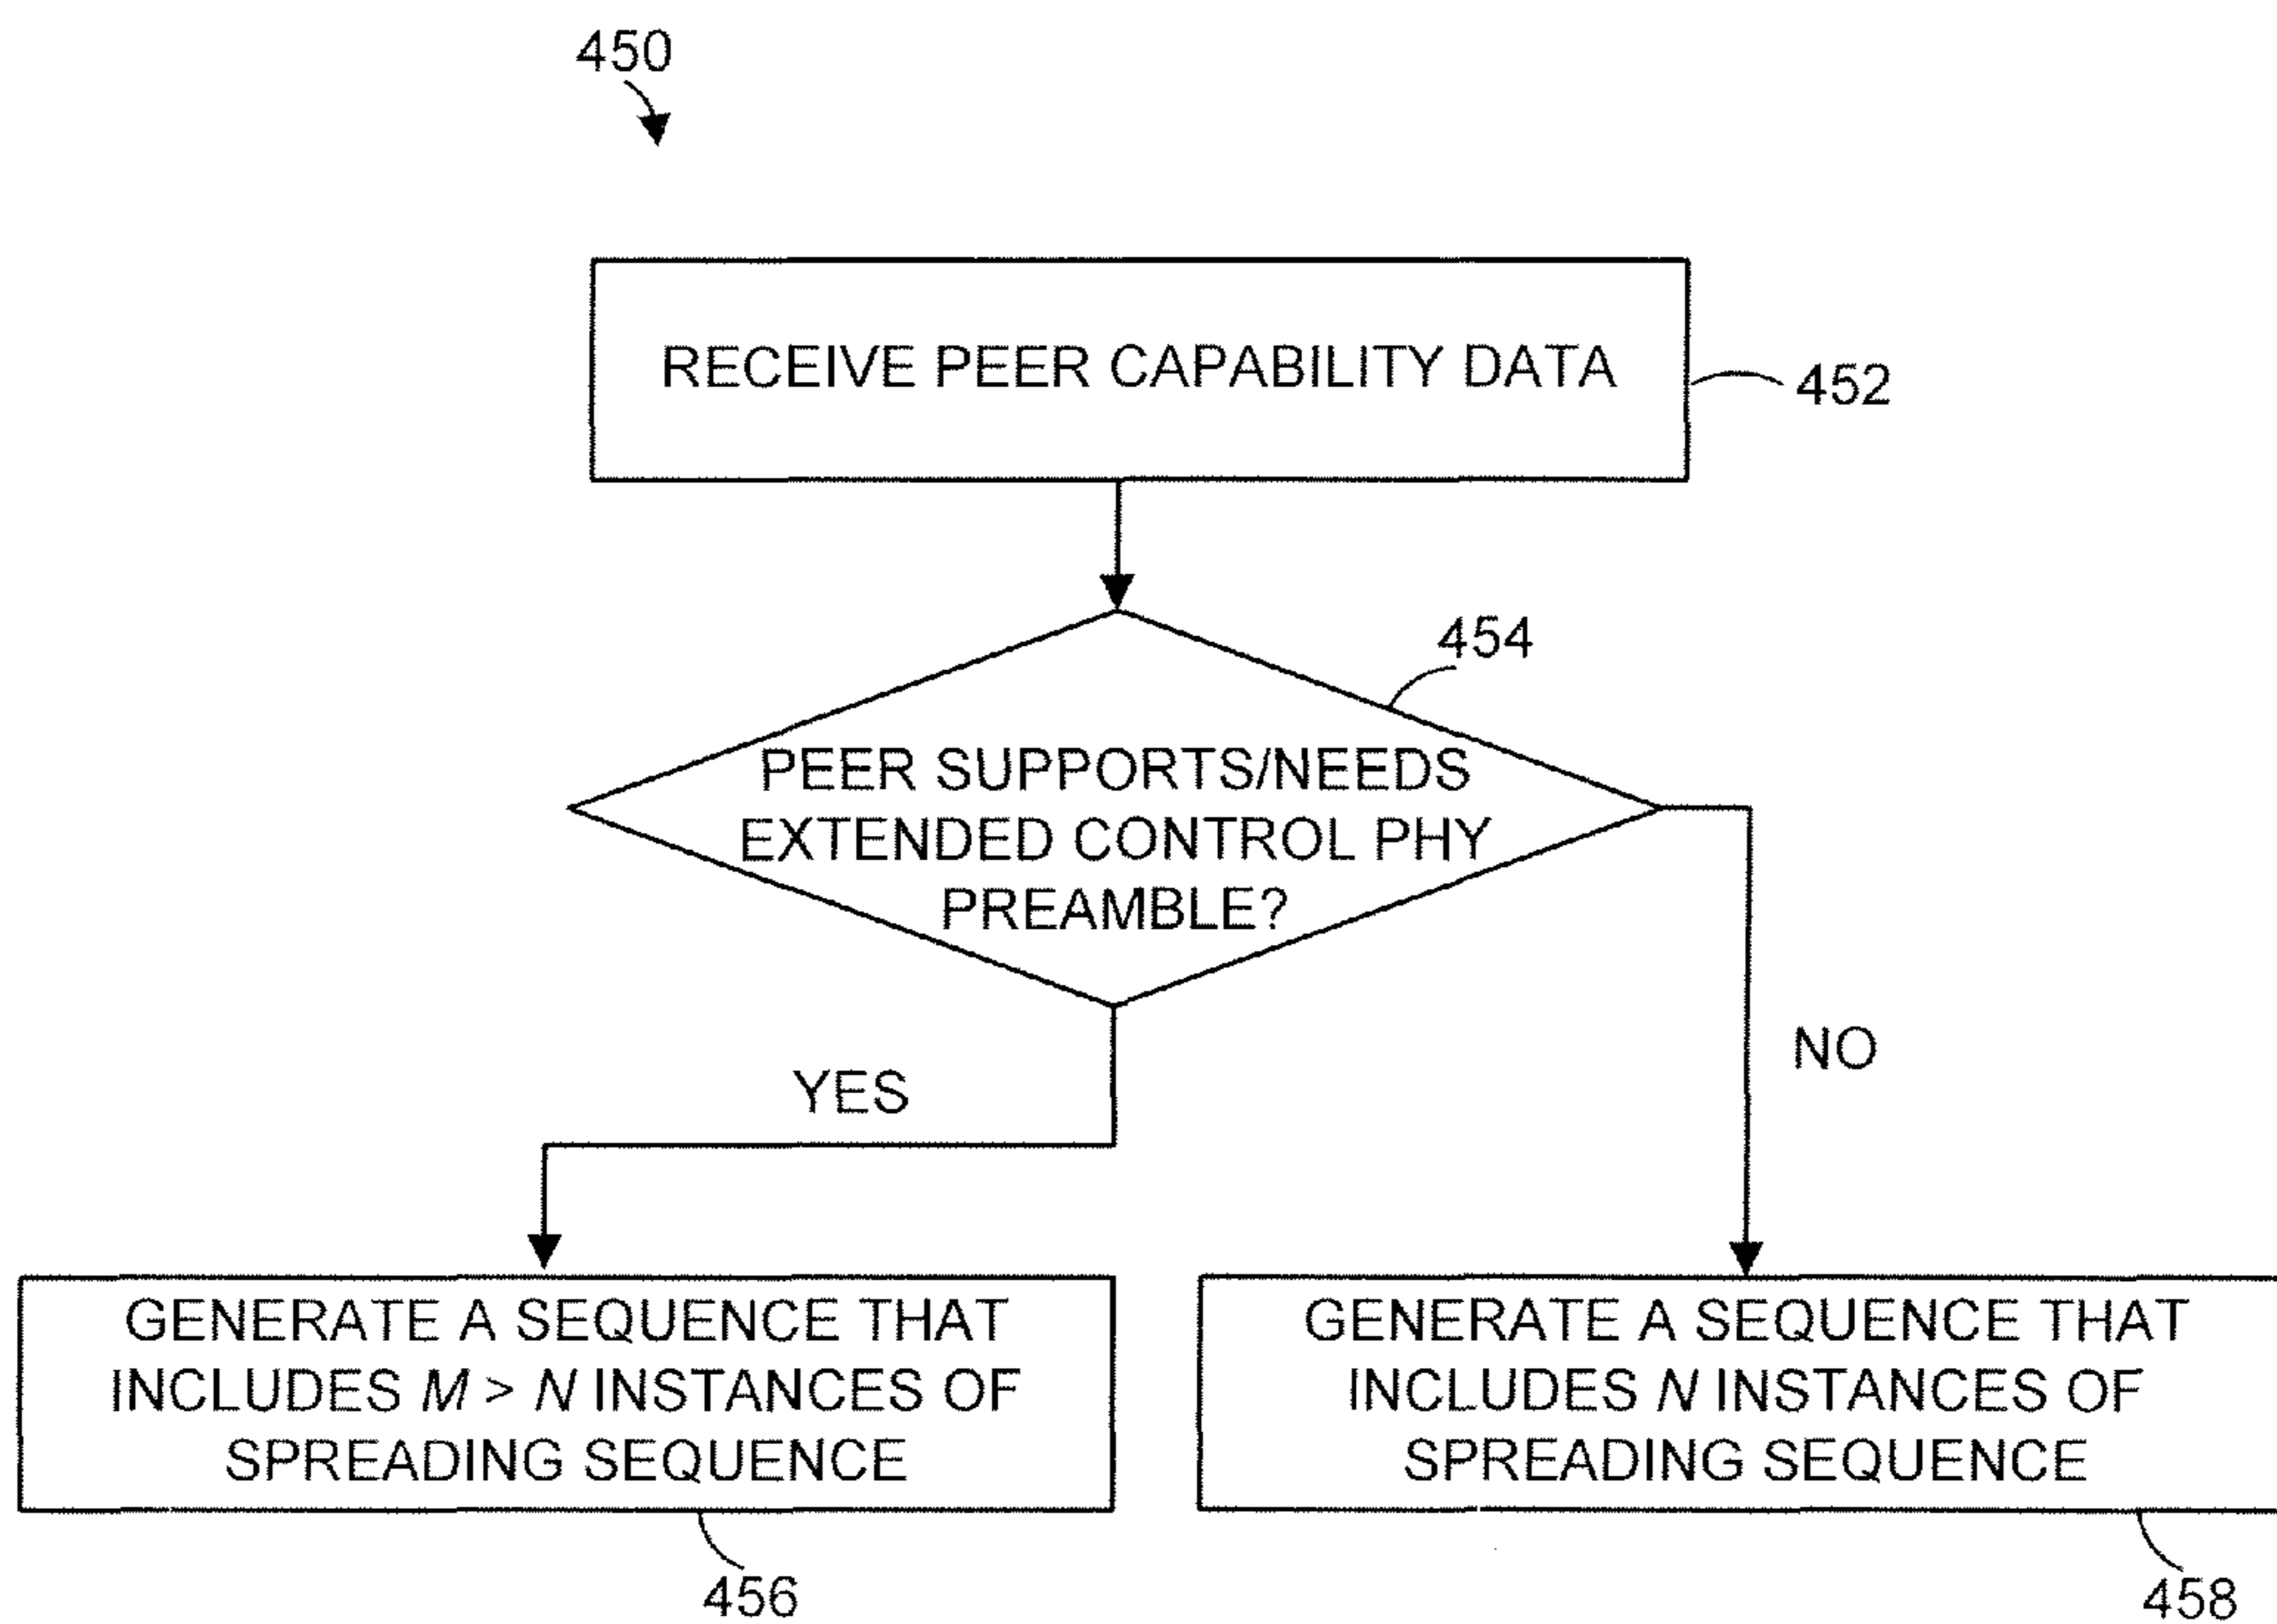 450
RECEIVE PEER CAPABILITY DATA
452
454
PEER SUPPORTS/NEEDS
EXTENDED CONTROL PHY
PREAMBLE?
YES
NO
GENERATE A SEQUENCE THAT
INCLUDES M > N INSTANCES OF
SPREADING SEQUENCE
456
GENERATE A SEQUENCE THAT
INCLUDES N INSTANCES OF
SPREADING SEQUENCE
458